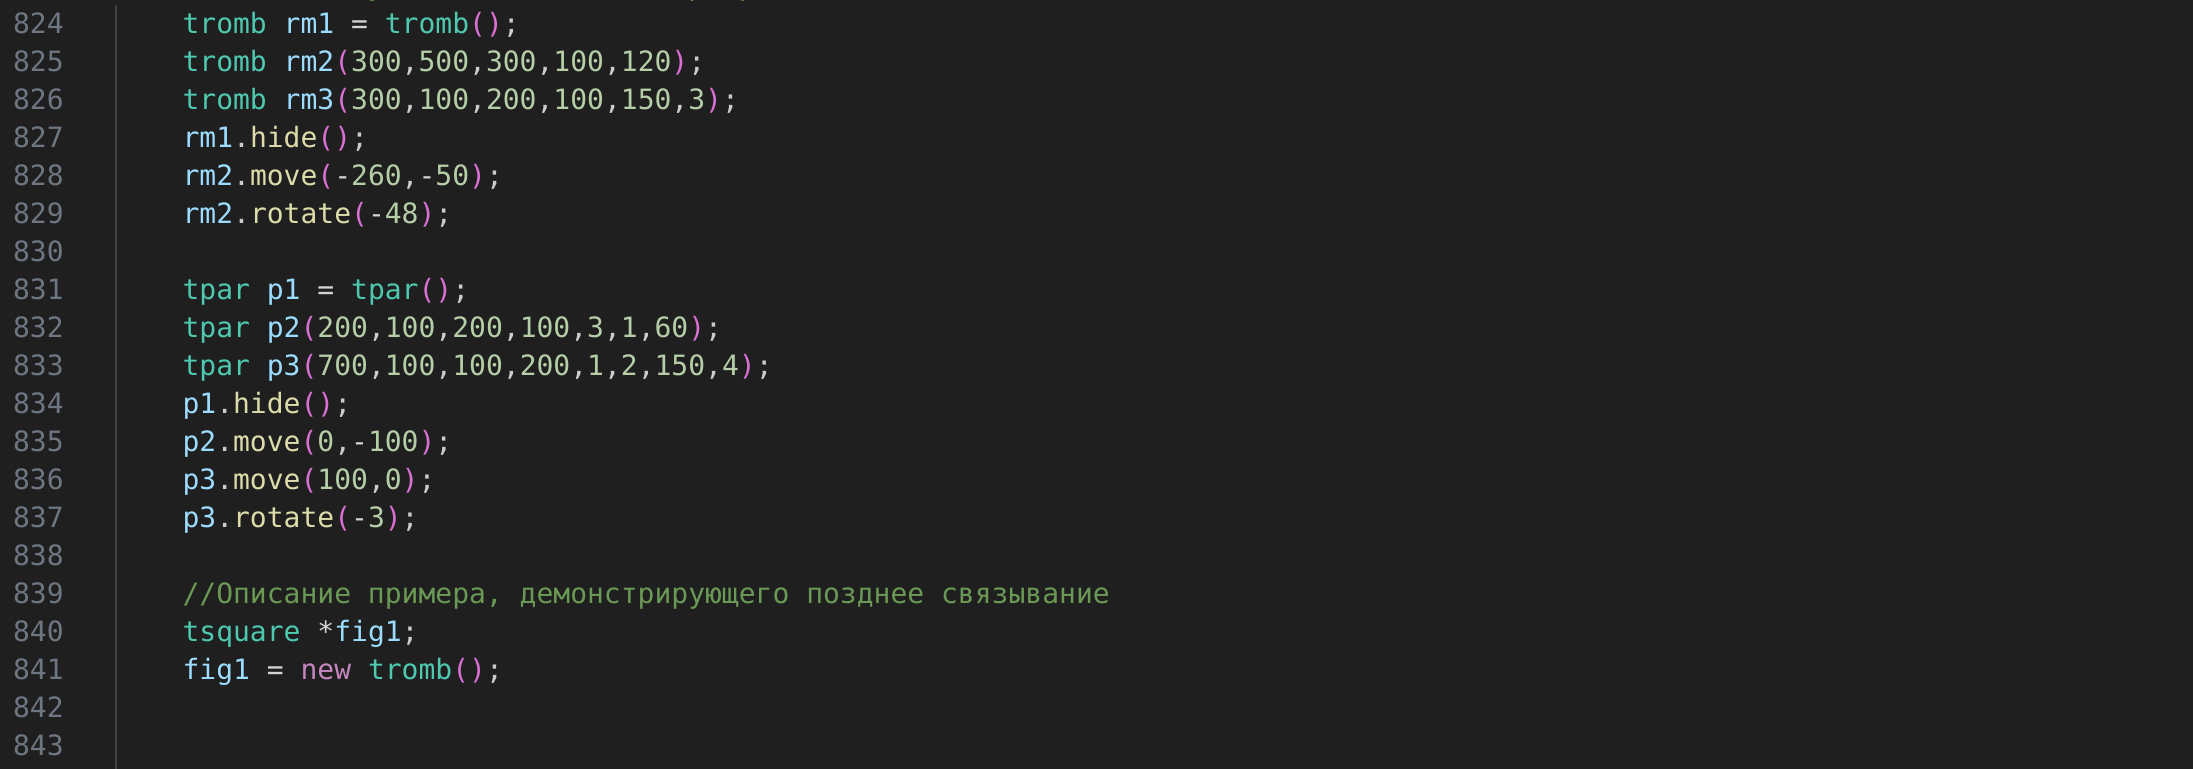 824 tromb rm1 = tromb();
825 tromb rm2(300,500,300,100,120);
826 tromb rm3(300,100,200,100,150,3);
827 rm1.hide();
828 rm2.move(-260,-50);
829 rm2.rotate(-48);
830
831 tpar p1 = tpar();
832 tpar p2(200,100,200,100,3,1,60);
833 tpar p3(700,100,100,200,1,2,150,4);
834 p1.hide();
835 p2.move(0,-100);
836 p3.move(100,0);
837 p3.rotate(-3);
838
839 //Описание примера, демонстрирующего позднее связывание
840 tsquare *fig1;
841 fig1 = new tromb();
842
843